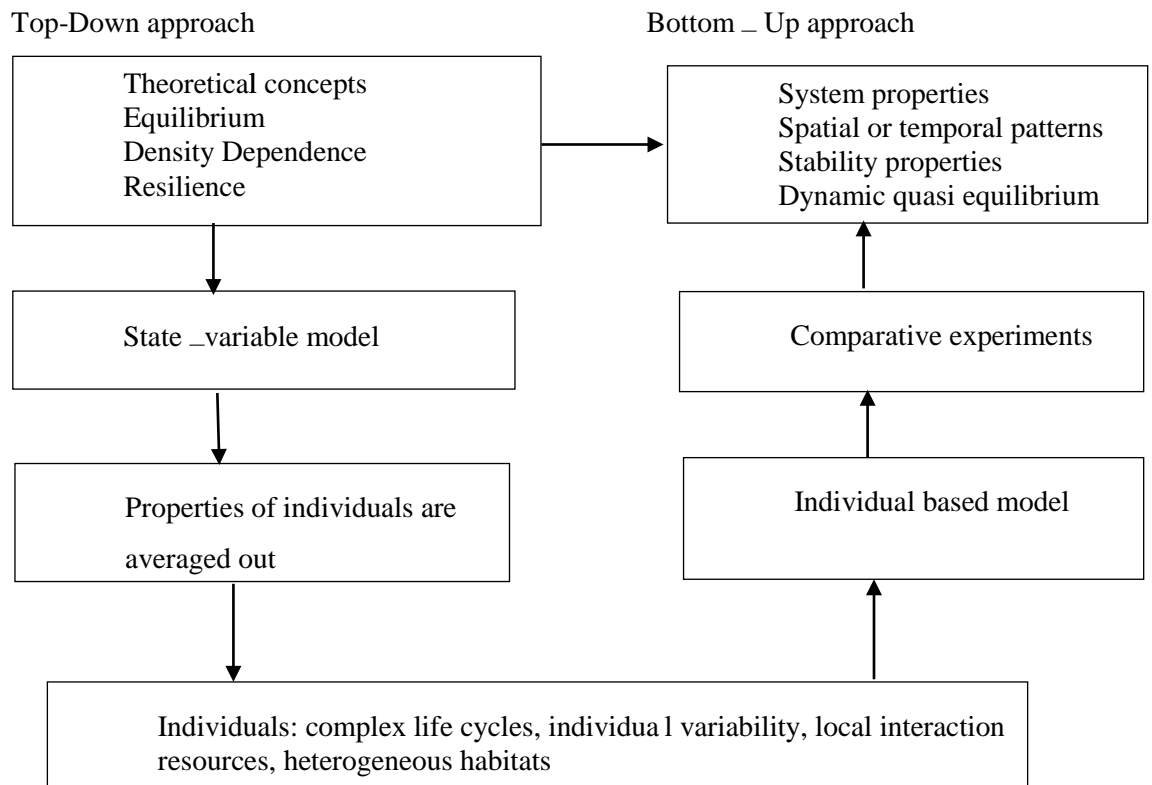 Top-Down approach
Bottom _ Up approach
Theoretical concepts
Equilibrium
Density Dependence
Resilience
System properties
Spatial or temporal patterns
Stability properties
Dynamic quasi equilibrium
State _variable model
Comparative experiments
Properties of individuals are
averaged out
Individual based model
Individuals: complex life cycles, individua l variability, local interaction
resources, heterogeneous habitats